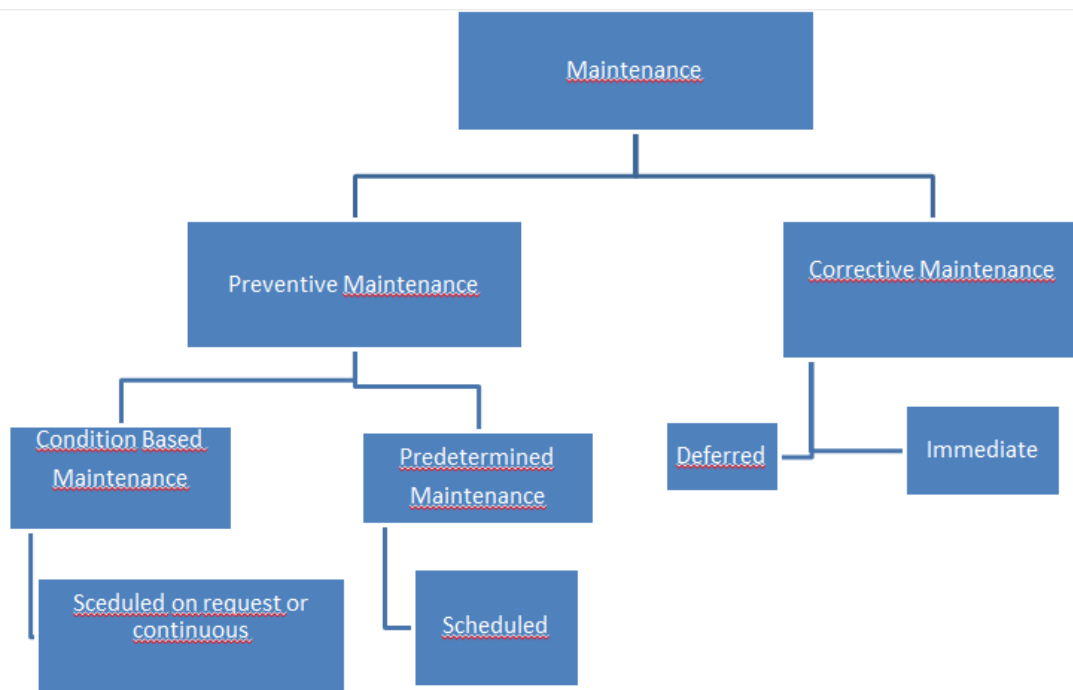 Maintenance
Preventive Maintenance
Corrective Maintenance
Condition Based
Maintenance
Predetermined
Maintenance
Deferred
Immediate
Sceduled on request or
continuous
Scheduled